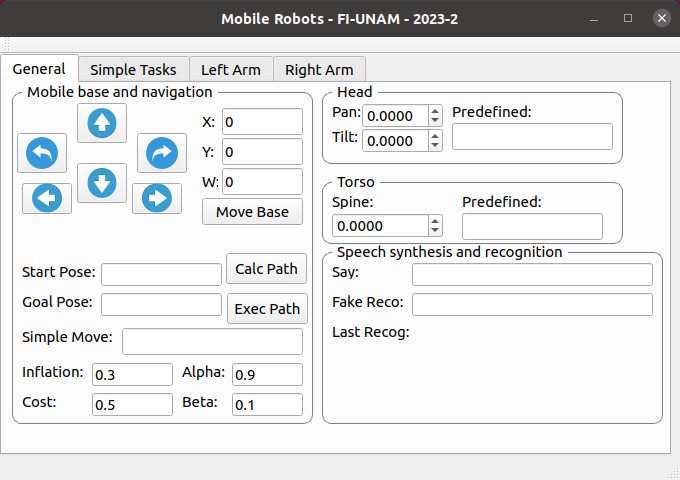 Mobile Robots - FI-UNAM - 2023-2
General Simple Tasks Left Arm Right Arm
Mobile base and navigation
X: 0
Y: 0
W: 0
Move Base
Start Pose:
Calc Path
Goal Pose:
Exec Path
Simple Move:
Inflation: 0.3 Alpha: 0.9
Cost: 0.5 Beta: 0.1
Head
Pan: 0.0000 Predefined:
Tilt: 0.0000
Torso
Spine: Predefined:
0.0000
Speech synthesis and recognition
Say:
Fake Reco:
Last Recog: